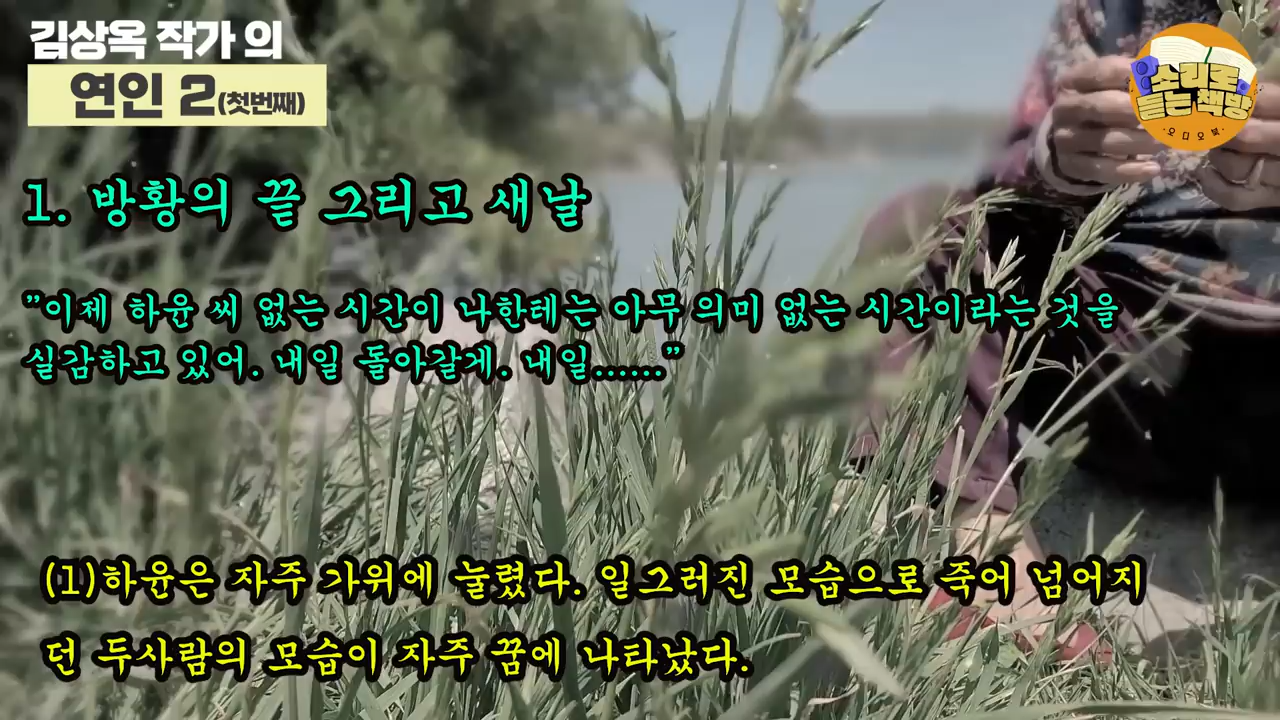 김상옥 작가 의
연인 2(첫번째)
소리로
듣는 책방
·오디오북·
1. 방황의 끝 그리고 새날
"이제 하윤 씨 없는 시간이 나한테는 아무 의미 없는 시간이라는 것을
실감하고 있어. 내일 돌아갈게. 내일......"
(1)하윤은 자주 가위에 눌렸다. 일그러진 모습으로 죽어 넘어지
던 두사람의 모습이 자주 꿈에 나타났다.